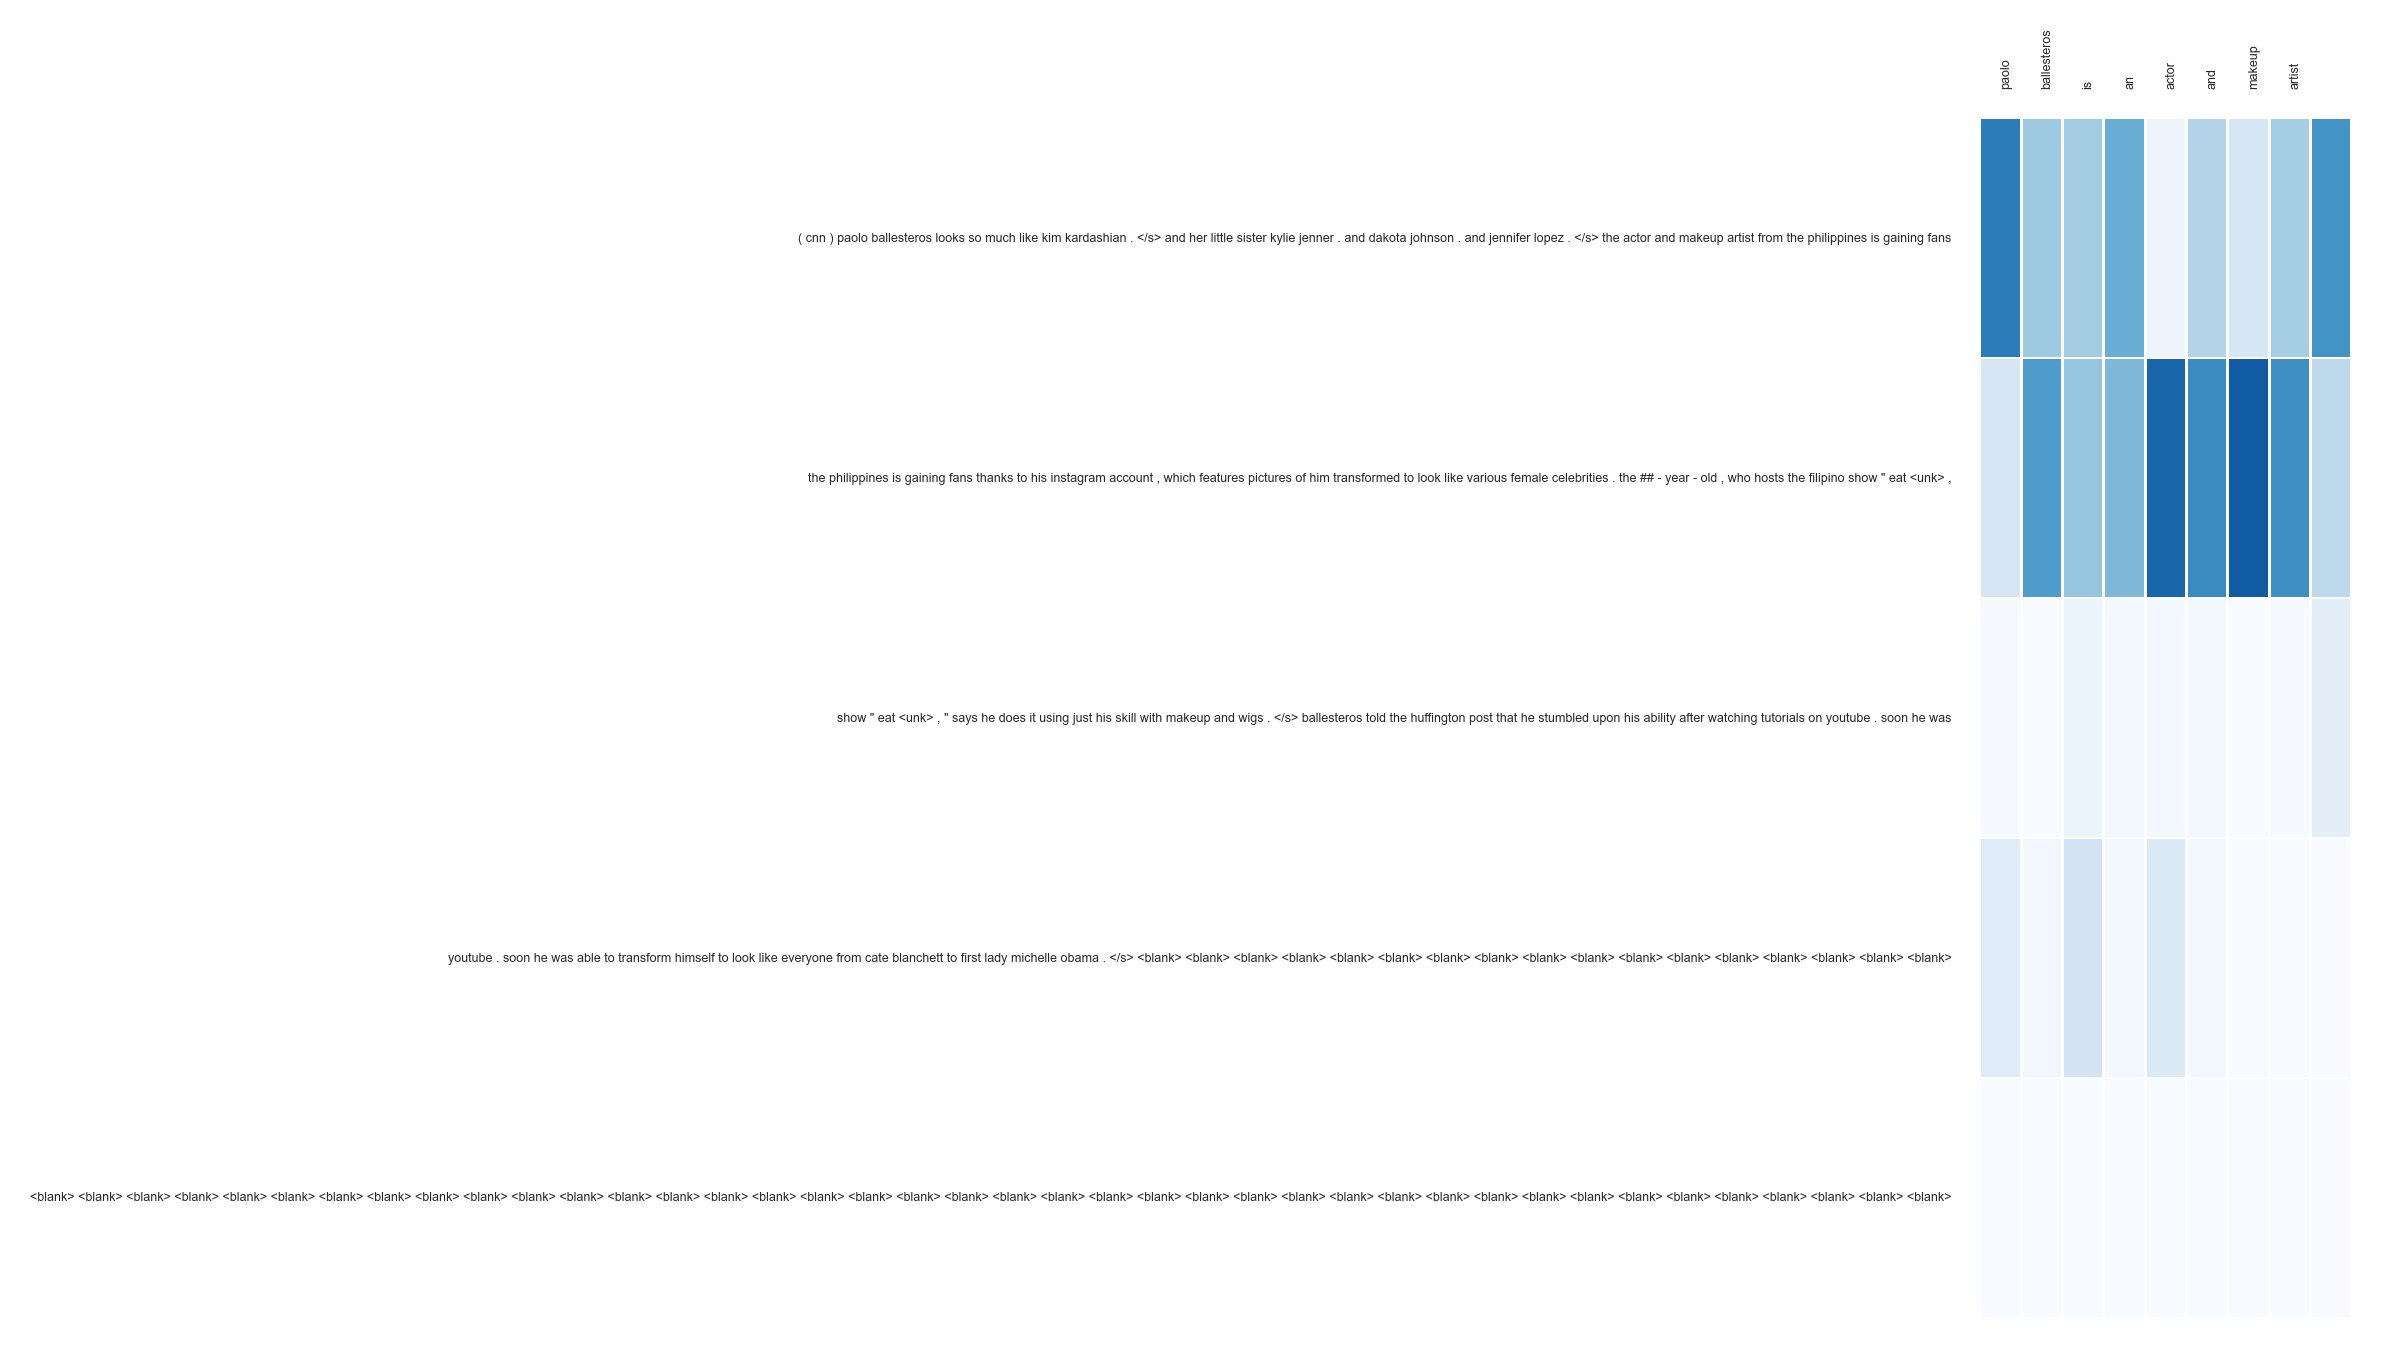 paolo
ballesteros
is
an
actor
and
makeup
artist
( cnn ) paolo ballesteros looks so much like kim kardashian . </s> and her little sister kylie jenner . and dakota johnson . and jennifer lopez . </s> the actor and makeup artist from the philippines is gaining fans
the philippines is gaining fans thanks to his instagram account , which features pictures of him transformed to look like various female celebrities . the ## - year - old , who hosts the filipino show " eat <unk> ,
show " eat <unk> , " says he does it using just his skill with makeup and wigs . </s> ballesteros told the huffington post that he stumbled upon his ability after watching tutorials on youtube . soon he was
youtube . soon he was able to transform himself to look like everyone from cate blanchett to first lady michelle obama . </s> <blank> <blank> <blank> <blank> <blank> <blank> <blank> <blank> <blank> <blank> <blank> <blank> <blank> <blank> <blank> <blank> <blank>
<blank> <blank> <blank> <blank> <blank> <blank> <blank> <blank> <blank> <blank> <blank> <blank> <blank> <blank> <blank> <blank> <blank> <blank> <blank> <blank> <blank> <blank> <blank> <blank> <blank> <blank> <blank> <blank> <blank> <blank> <blank> <blank> <blank> <blank> <blank> <blank> <blank> <blank> <blank> <blank>